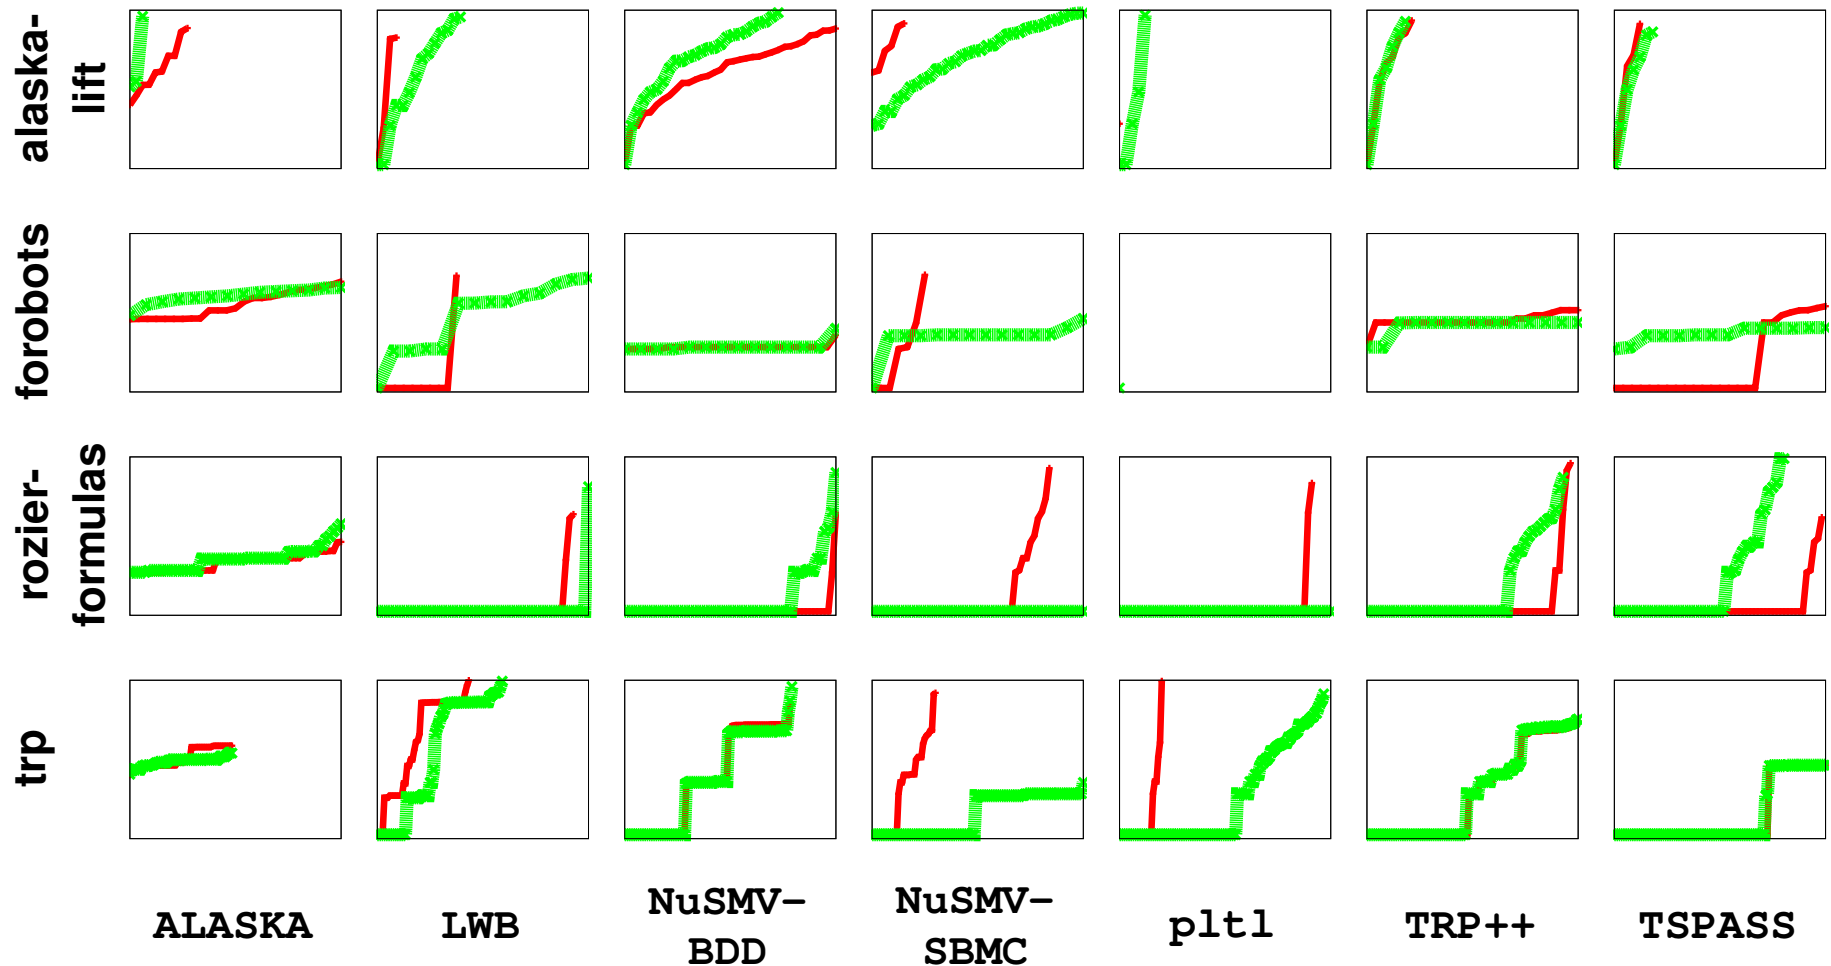 alaska-
lift
forobots
rozier-
formulas
trp
ALASKA
LWB
NuSMV-
BDD
NuSMV-
SBMC
pltl
TRP++
TSPASS